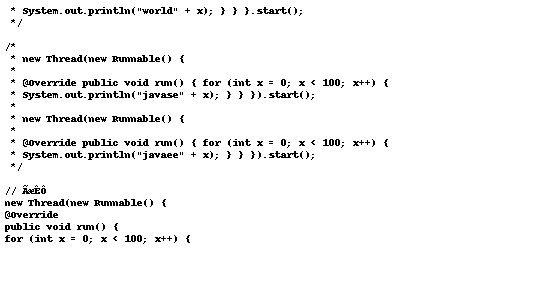 * System.out.println("world" + x); } } }.start();
*/
/*
* new Thread(new Runnable() {
*
* @Override public void run() { for (int x = 0; x < 100; x++) {
* System.out.println("javase" + x); } } }).start();
*
* new Thread(new Runnable() {
*
* @Override public void run() { for (int x = 0; x < 100; x++) {
* System.out.println("javaee" + x); } } }).start();
*/
// ÃæÊÔ
new Thread(new Runnable() {
@Override
public void run() {
for (int x = 0; x < 100; x++) {